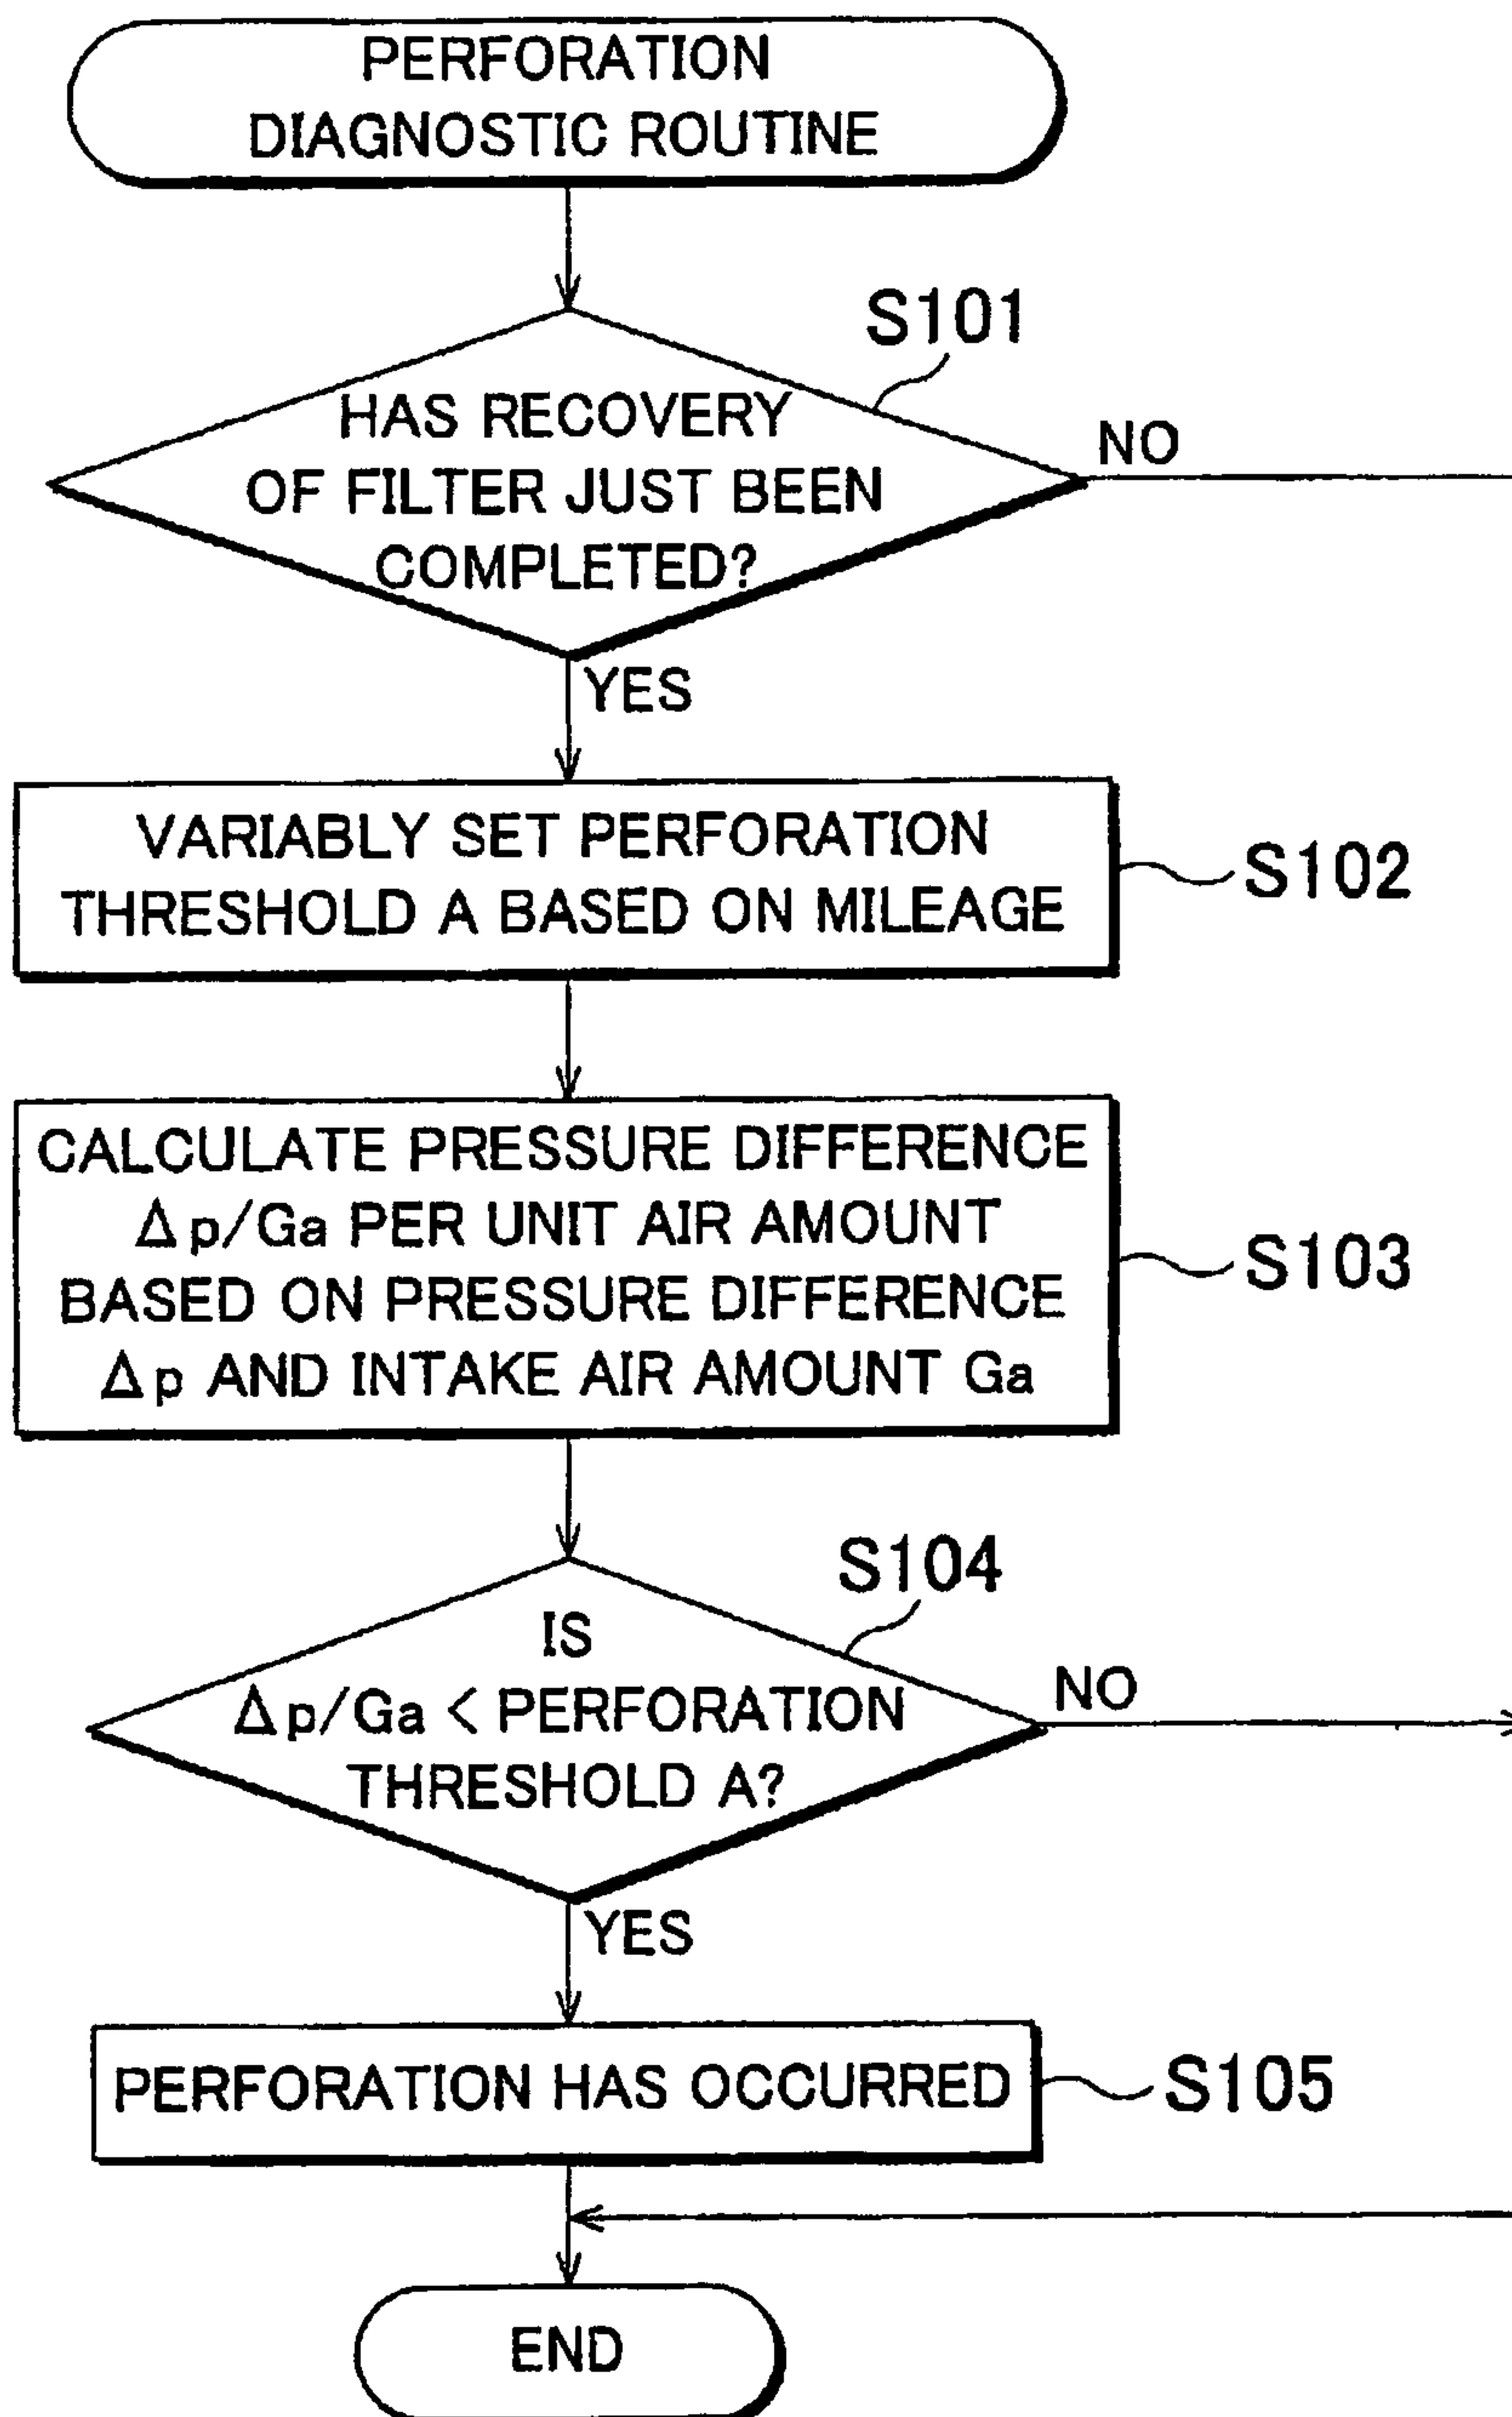 PERFORATION
DIAGNOSTIC ROUTINE
S101
HAS RECOVERY
OF FILTER JUST BEEN
COMPLETED?
NO
YES
VARIABLY SET PERFORATION
THRESHOLD A BASED ON MILEAGE
S102
CALCULATE PRESSURE DIFFERENCE
Δp/Ga PER UNIT AIR AMOUNT
BASED ON PRESSURE DIFFERENCE
Δp AND INTAKE AIR AMOUNT Ga
S103
S104
IS
Δp/Ga < PERFORATION
THRESHOLD A?
NO
YES
PERFORATION HAS OCCURRED
S105
END